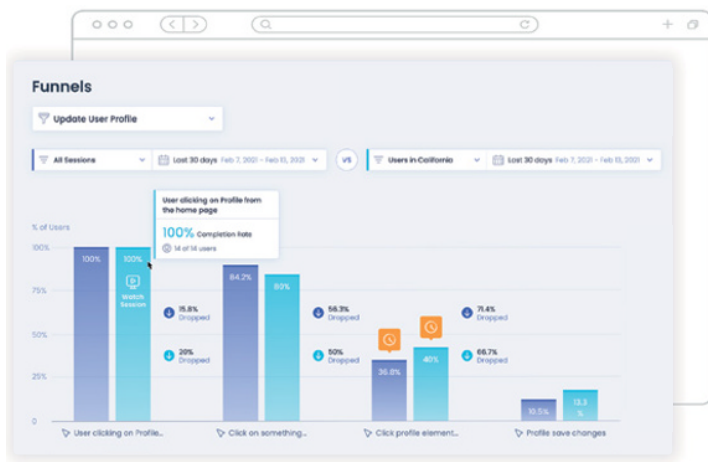 Funnels
Update User Profile
All Sessions
Last 30 days Feb 7, 2021 - Feb 13, 2021
VS
Users in California
Last 30 days Feb 7, 2021 - Feb 13, 2021
User clicking on Profile from
the home page
100% Completion Rate
14 of 14 users
% of Users
100%
75%
50%
25%
0
100%
100%
Watch
Session
15.8%
Dropped
20%
Dropped
84.2%
80%
56.3%
Dropped
50%
Dropped
36.8%
40%
71.4%
Dropped
66.7%
Dropped
10.5%
13.3
%
User clicking on Profile...
Click on something...
Click profile element...
Profile save changes